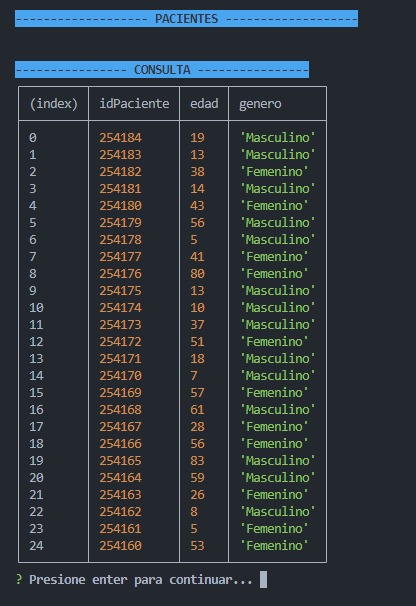 ----------------- PACIENTES ------------------
--------------- CONSULTA ---------------
(index) idPaciente edad genero
0 254184 19 'Masculino'
1 254183 13 'Masculino'
2 254182 38 'Femenino'
3 254181 14 'Masculino'
4 254180 43 'Femenino'
5 254179 56 'Masculino'
6 254178 5 'Masculino'
7 254177 41 'Femenino'
8 254176 80 'Femenino'
9 254175 13 'Masculino'
10 254174 10 'Masculino'
11 254173 37 'Masculino'
12 254172 51 'Femenino'
13 254171 18 'Masculino'
14 254170 7 'Masculino'
15 254169 57 'Femenino'
16 254168 61 'Masculino'
17 254167 28 'Femenino'
18 254166 56 'Femenino'
19 254165 83 'Masculino'
20 254164 59 'Masculino'
21 254163 26 'Femenino'
22 254162 8 'Masculino'
23 254161 5 'Femenino'
24 254160 53 'Femenino'
? Presione enter para continuar...